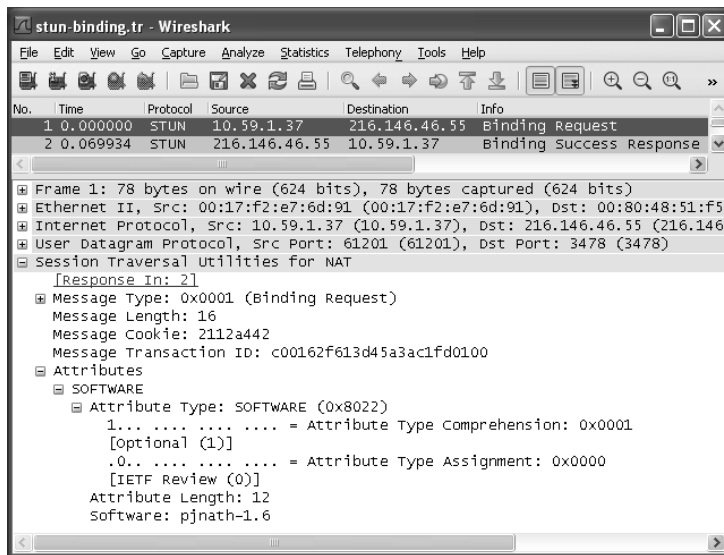 stun-binding.tr - Wireshark
File Edit View Go Capture Analyze Statistics Telephony Tools Help
No. Time Protocol Source Destination Info
1 0.000000 STUN 10.59.1.37 216.146.46.55 Binding Request
2 0.069934 STUN 216.146.46.55 10.59.1.37 Binding Success Response
Frame 1: 78 bytes on wire (624 bits), 78 bytes captured (624 bits)
Ethernet II, Src: 00:17:f2:e7:6d:91 (00:17:f2:e7:6d:91), Dst: 00:80:48:51:f5
Internet Protocol, Src: 10.59.1.37 (10.59.1.37), Dst: 216.146.46.55 (216.146
User Datagram Protocol, Src Port: 61201 (61201), Dst Port: 3478 (3478)
Session Traversal Utilities for NAT
[Response In: 2]
Message Type: 0x0001 (Binding Request)
Message Length: 16
Message Cookie: 2112a442
Message Transaction ID: c00162f613d45a3ac1fd0100
Attributes
SOFTWARE
Attribute Type: SOFTWARE (0x8022)
1... .... .... .... = Attribute Type Comprehension: 0x0001
[Optional (1)]
.0.. .... .... .... = Attribute Type Assignment: 0x0000
[IETF Review (0)]
Attribute Length: 12
Software: pjnath-1.6